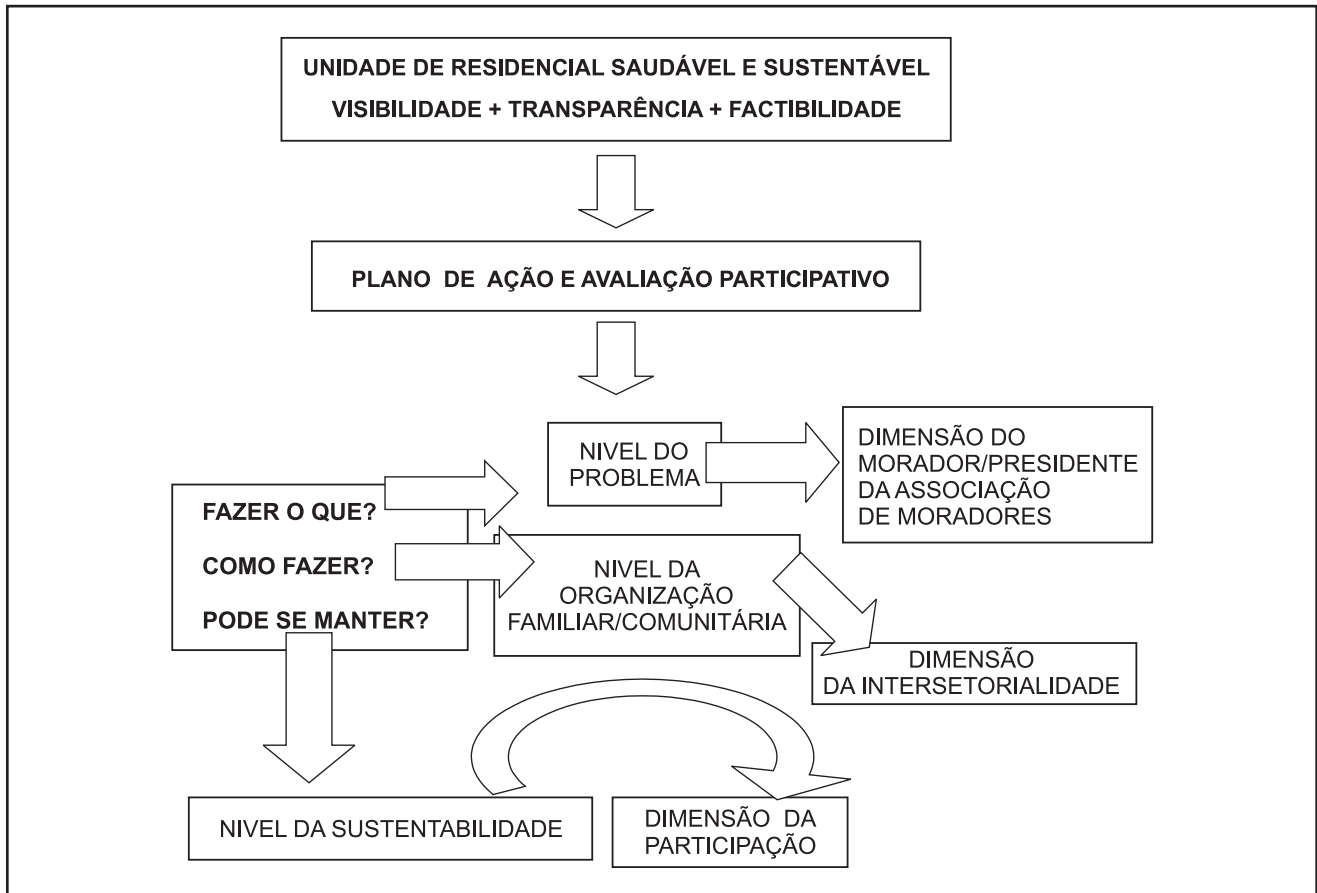 UNIDADE DE RESIDENCIAL SAUDÁVEL E SUSTENTÁVEL
VISIBILIDADE + TRANSPARÊNCIA + FACTIBILIDADE
PLANO DE AÇÃO E AVALIAÇÃO PARTICIPATIVO
NIVEL DO
PROBLEMA
DIMENSÃO DO
MORADOR/PRESIDENTE
DA ASSOCIAÇÃO
DE MORADORES
FAZER O QUE?
COMO FAZER?
PODE SE MANTER?
NIVEL DA
ORGANIZAÇÃO
FAMILIAR/COMUNITÁRIA
DIMENSÃO
DA INTERSETORIALIDADE
NIVEL DA SUSTENTABILIDADE
DIMENSÃO DA
PARTICIPAÇÃO